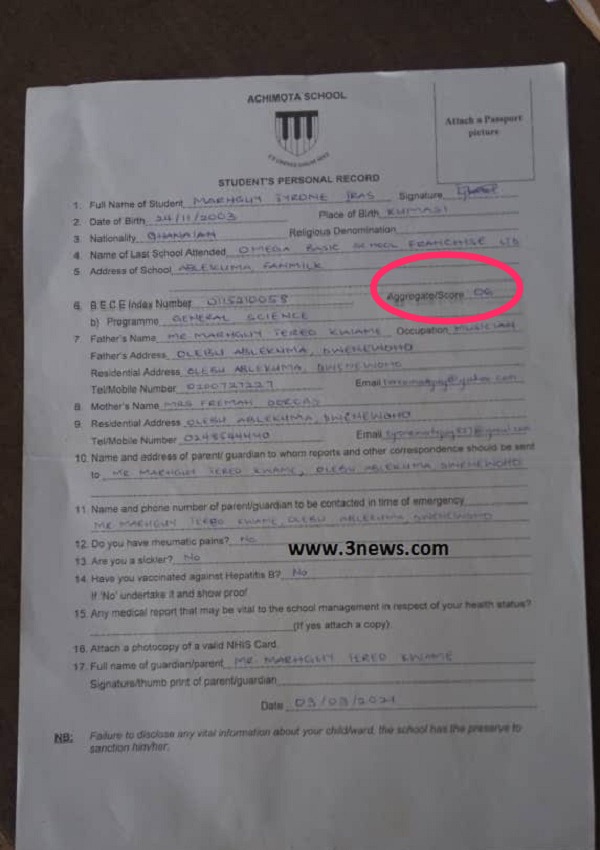 ACHIMOTA SCHOOL
Attach a Passport
picture
STUDENT'S PERSONAL RECORD
1. Full Name of Student MARHGUY TYRONE IRAS Signature
2. Date of Birth 24/11/2003 Place of Birth KUMASI
3. Nationality GHANAIAN Religious Denomination
4. Name of Last School Attended OMEGA BASIC SCHOOL FRANCHISE LTD
5. Address of School ABLEKUMA FANMILK
6. B.E.C.E Index Number 0115210058 Aggregate/Score 06
b) Programme GENERAL SCIENCE
7. Father's Name MR MARHGUY TERED KWAME Occupation MUSICIAN
Father's Address OLEBU ABLEKUMA, DWENEWOHO
Residential Address OLEBU ABLEKUMA, DWENEWOHO
Tel/Mobile Number Email
8. Mother's Name MRS FREMAH DORCAS
9. Residential Address OLEBU ABLEKUMA, DWENEWOHO
Tel/Mobile Number Email
10. Name and address of parent/ guardian to whom reports and other correspondence should be sent
to MR MARHGUY TERED KWAME, OLEBU ABLEKUMA, DWENEWOHO
11. Name and phone number of parent/guardian to be contacted in time of emergency
MR MARHGUY TERED KWAME, OLEBU ABLEKUMA, DWENEWOHO
12. Do you have rheumatic pains? No
13. Are you a sickler? No
www.3news.com
14. Have you vaccinated against Hepatitis B? No
If 'No' undertake it and show proof
15. Any medical report that may be vital to the school management in respect of your health status?
(If yes attach a copy)
16. Attach a photocopy of a valid NHIS Card.
17. Full name of guardian/parent MR MARHGUY TERED KWAME
Signature/thumb print of parent/guardian
Date 03/03/2021
NB: Failure to disclose any vital information about your child/ward, the school has the preserve to
sanction him/her.